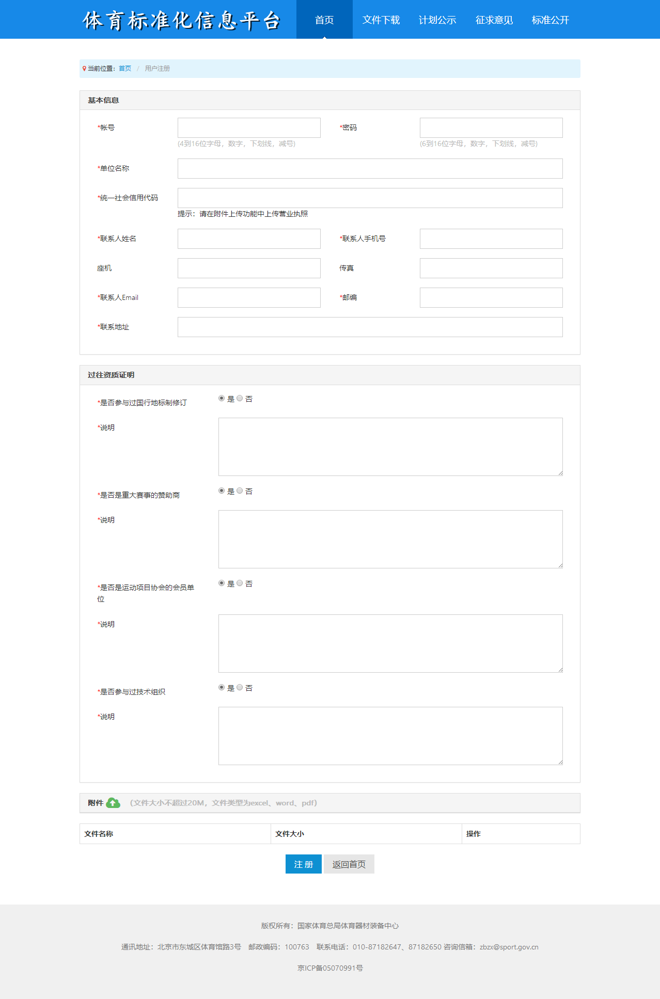 体育标准化信息平台
首页 文件下载 计划公示 征求意见 标准公开
当前位置：首页 / 用户注册
基本信息
*帐号 *密码
(4到16位字母，数字，下划线，减号) (6到16位字母，数字，下划线，减号)
*单位名称
*统一社会信用代码
提示：请在附件上传功能中上传营业执照
*联系人姓名 *联系人手机号
座机 传真
*联系人Email *邮编
*联系地址
过往资质证明
*是否参与过国行地标制修订 是 否
*说明
*是否是重大赛事的赞助商 是 否
*说明
*是否是运动项目协会的会员单 是 否
位
*说明
*是否参与过技术组织 是 否
*说明
附件 （文件大小不超过20M，文件类型为excel、word、pdf）
文件名称 文件大小 操作
注 册 返回首页
版权所有：国家体育总局体育器材装备中心
通讯地址：北京市东城区体育馆路3号 邮政编码：100763 联系电话：010-87182647、87182650 咨询信箱：zbzx@sport.gov.cn
京ICP备05070991号